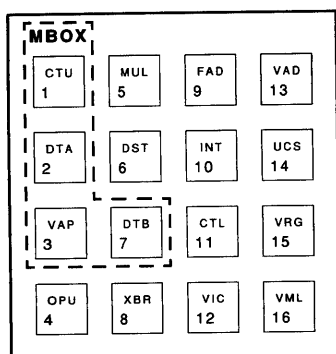 MBOX
CTU MUL FAD VAD
1 5 9 13
DTA DST INT UCS
2 6 10 14
VAP DTB CTL VRG
3 7 11 15
OPU XBR VIC VML
4 8 12 16